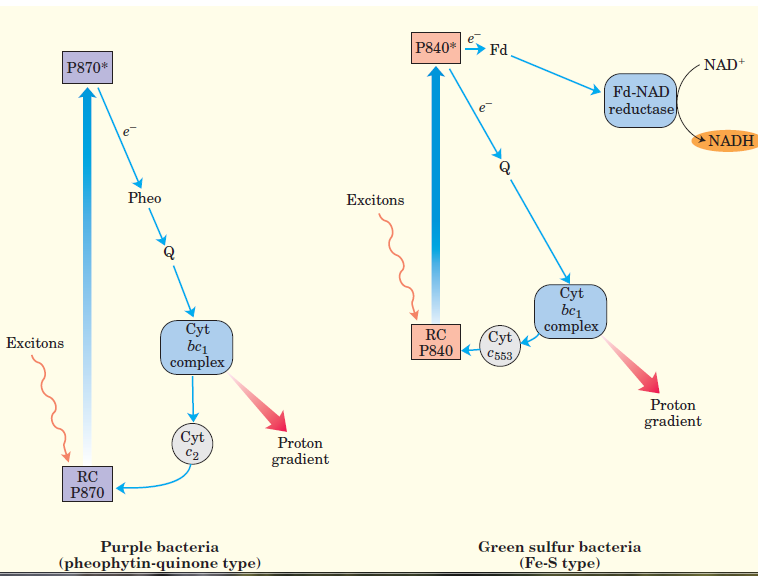 P870*
e⁻
Pheo
Q
Cyt
bc₁
complex
Excitons
Cyt
c₂
Proton
gradient
RC
P870
Purple bacteria
(pheophytin-quinone type)
P840*
e⁻
Fd
NAD⁺
Fd-NAD
reductase
NADH
e⁻
Q
Excitons
Cyt
bc₁
complex
RC
P840
Cyt
c₅₅₃
Proton
gradient
Green sulfur bacteria
(Fe-S type)